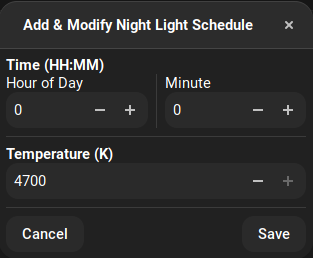 Add & Modify Night Light Schedule
Time (HH:MM)
Hour of Day Minute
0 0
Temperature (K)
4700
Cancel Save